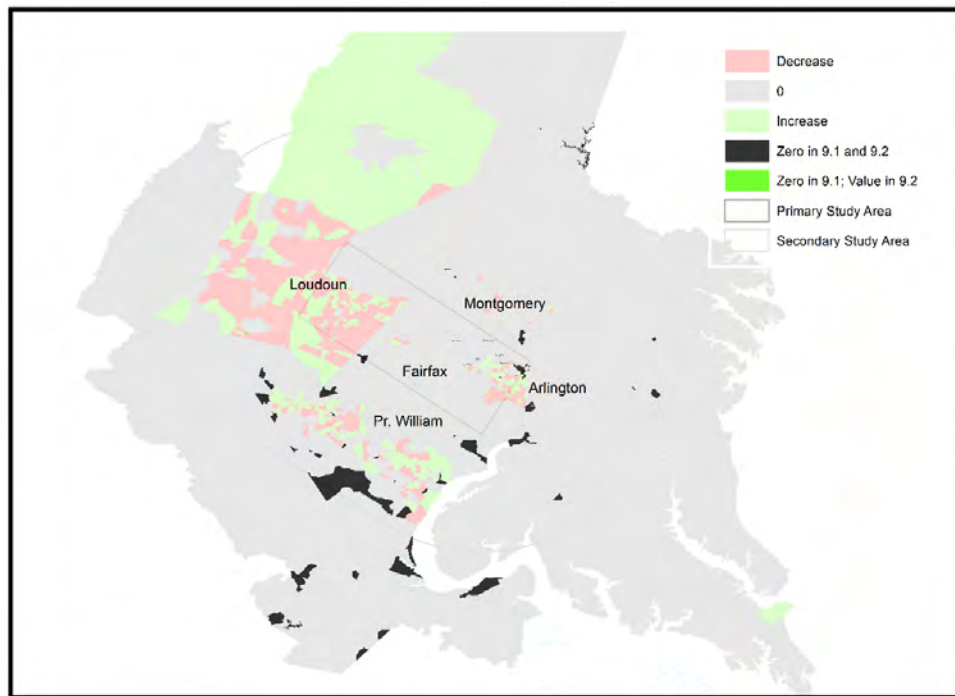 Decrease
0
Increase
Zero in 9.1 and 9.2
Zero in 9.1; Value in 9.2
Primary Study Area
Secondary Study Area
Loudoun
Montgomery
Fairfax
Arlington
Pr. William